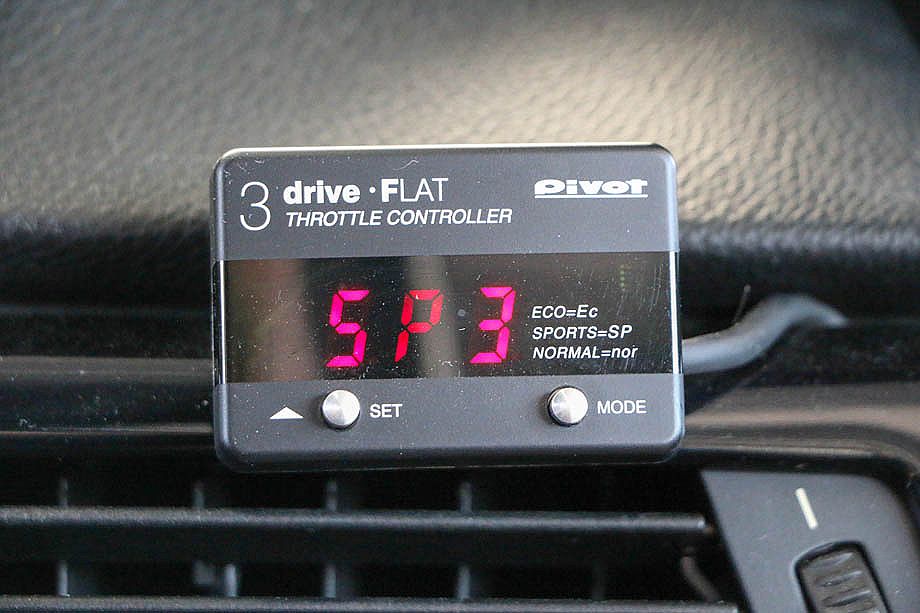 3 drive·FLAT
THROTTLE CONTROLLER
Pivot
SP3
ECO=Ec
SPORTS=SP
NORMAL=nor
SET
MODE